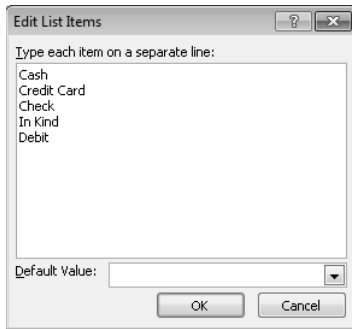 Edit List Items
Type each item on a separate line:
Cash
Credit Card
Check
In Kind
Debit
Default Value:
OK Cancel